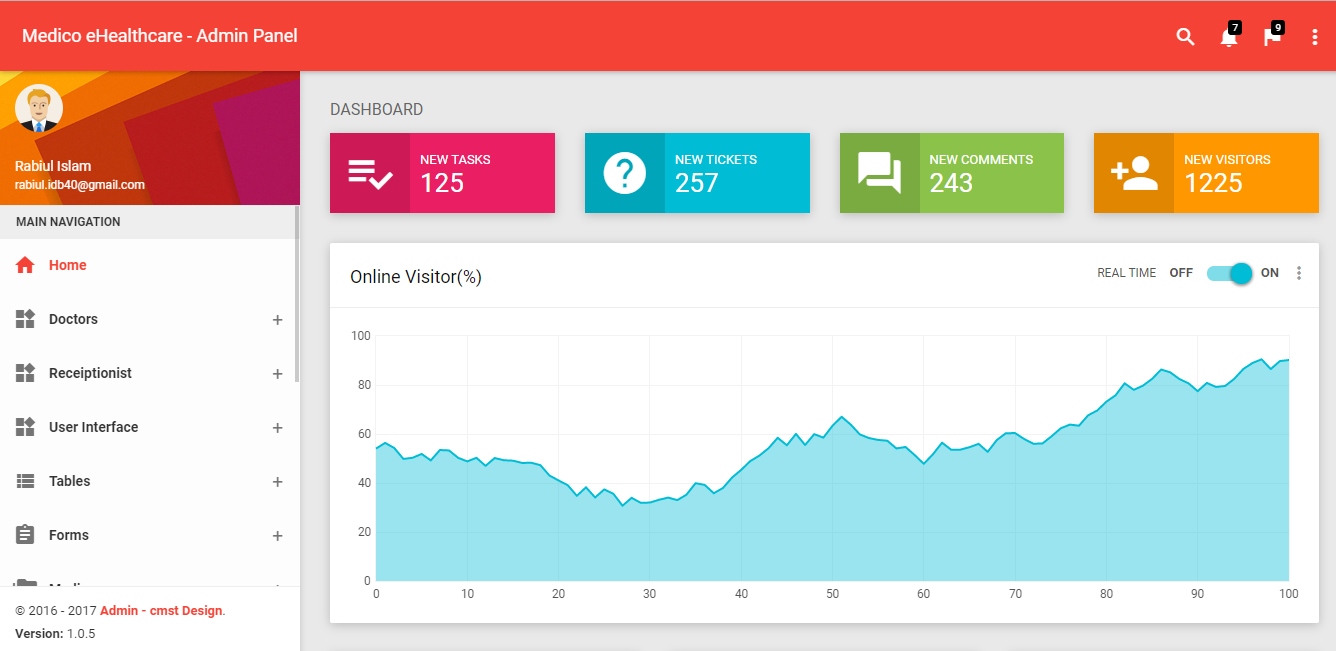 Medico eHealthcare - Admin Panel
7
9
Rabiul Islam
rabiul.idb40@gmail.com
MAIN NAVIGATION
Home
Doctors +
Receiptionist +
User Interface +
Tables +
Forms +
© 2016 - 2017 Admin - cmst Design.
Version: 1.0.5
DASHBOARD
NEW TASKS
125
NEW TICKETS
257
NEW COMMENTS
243
NEW VISITORS
1225
Online Visitor(%)
REAL TIME OFF ON
100
80
60
40
20
0
0 10 20 30 40 50 60 70 80 90 100